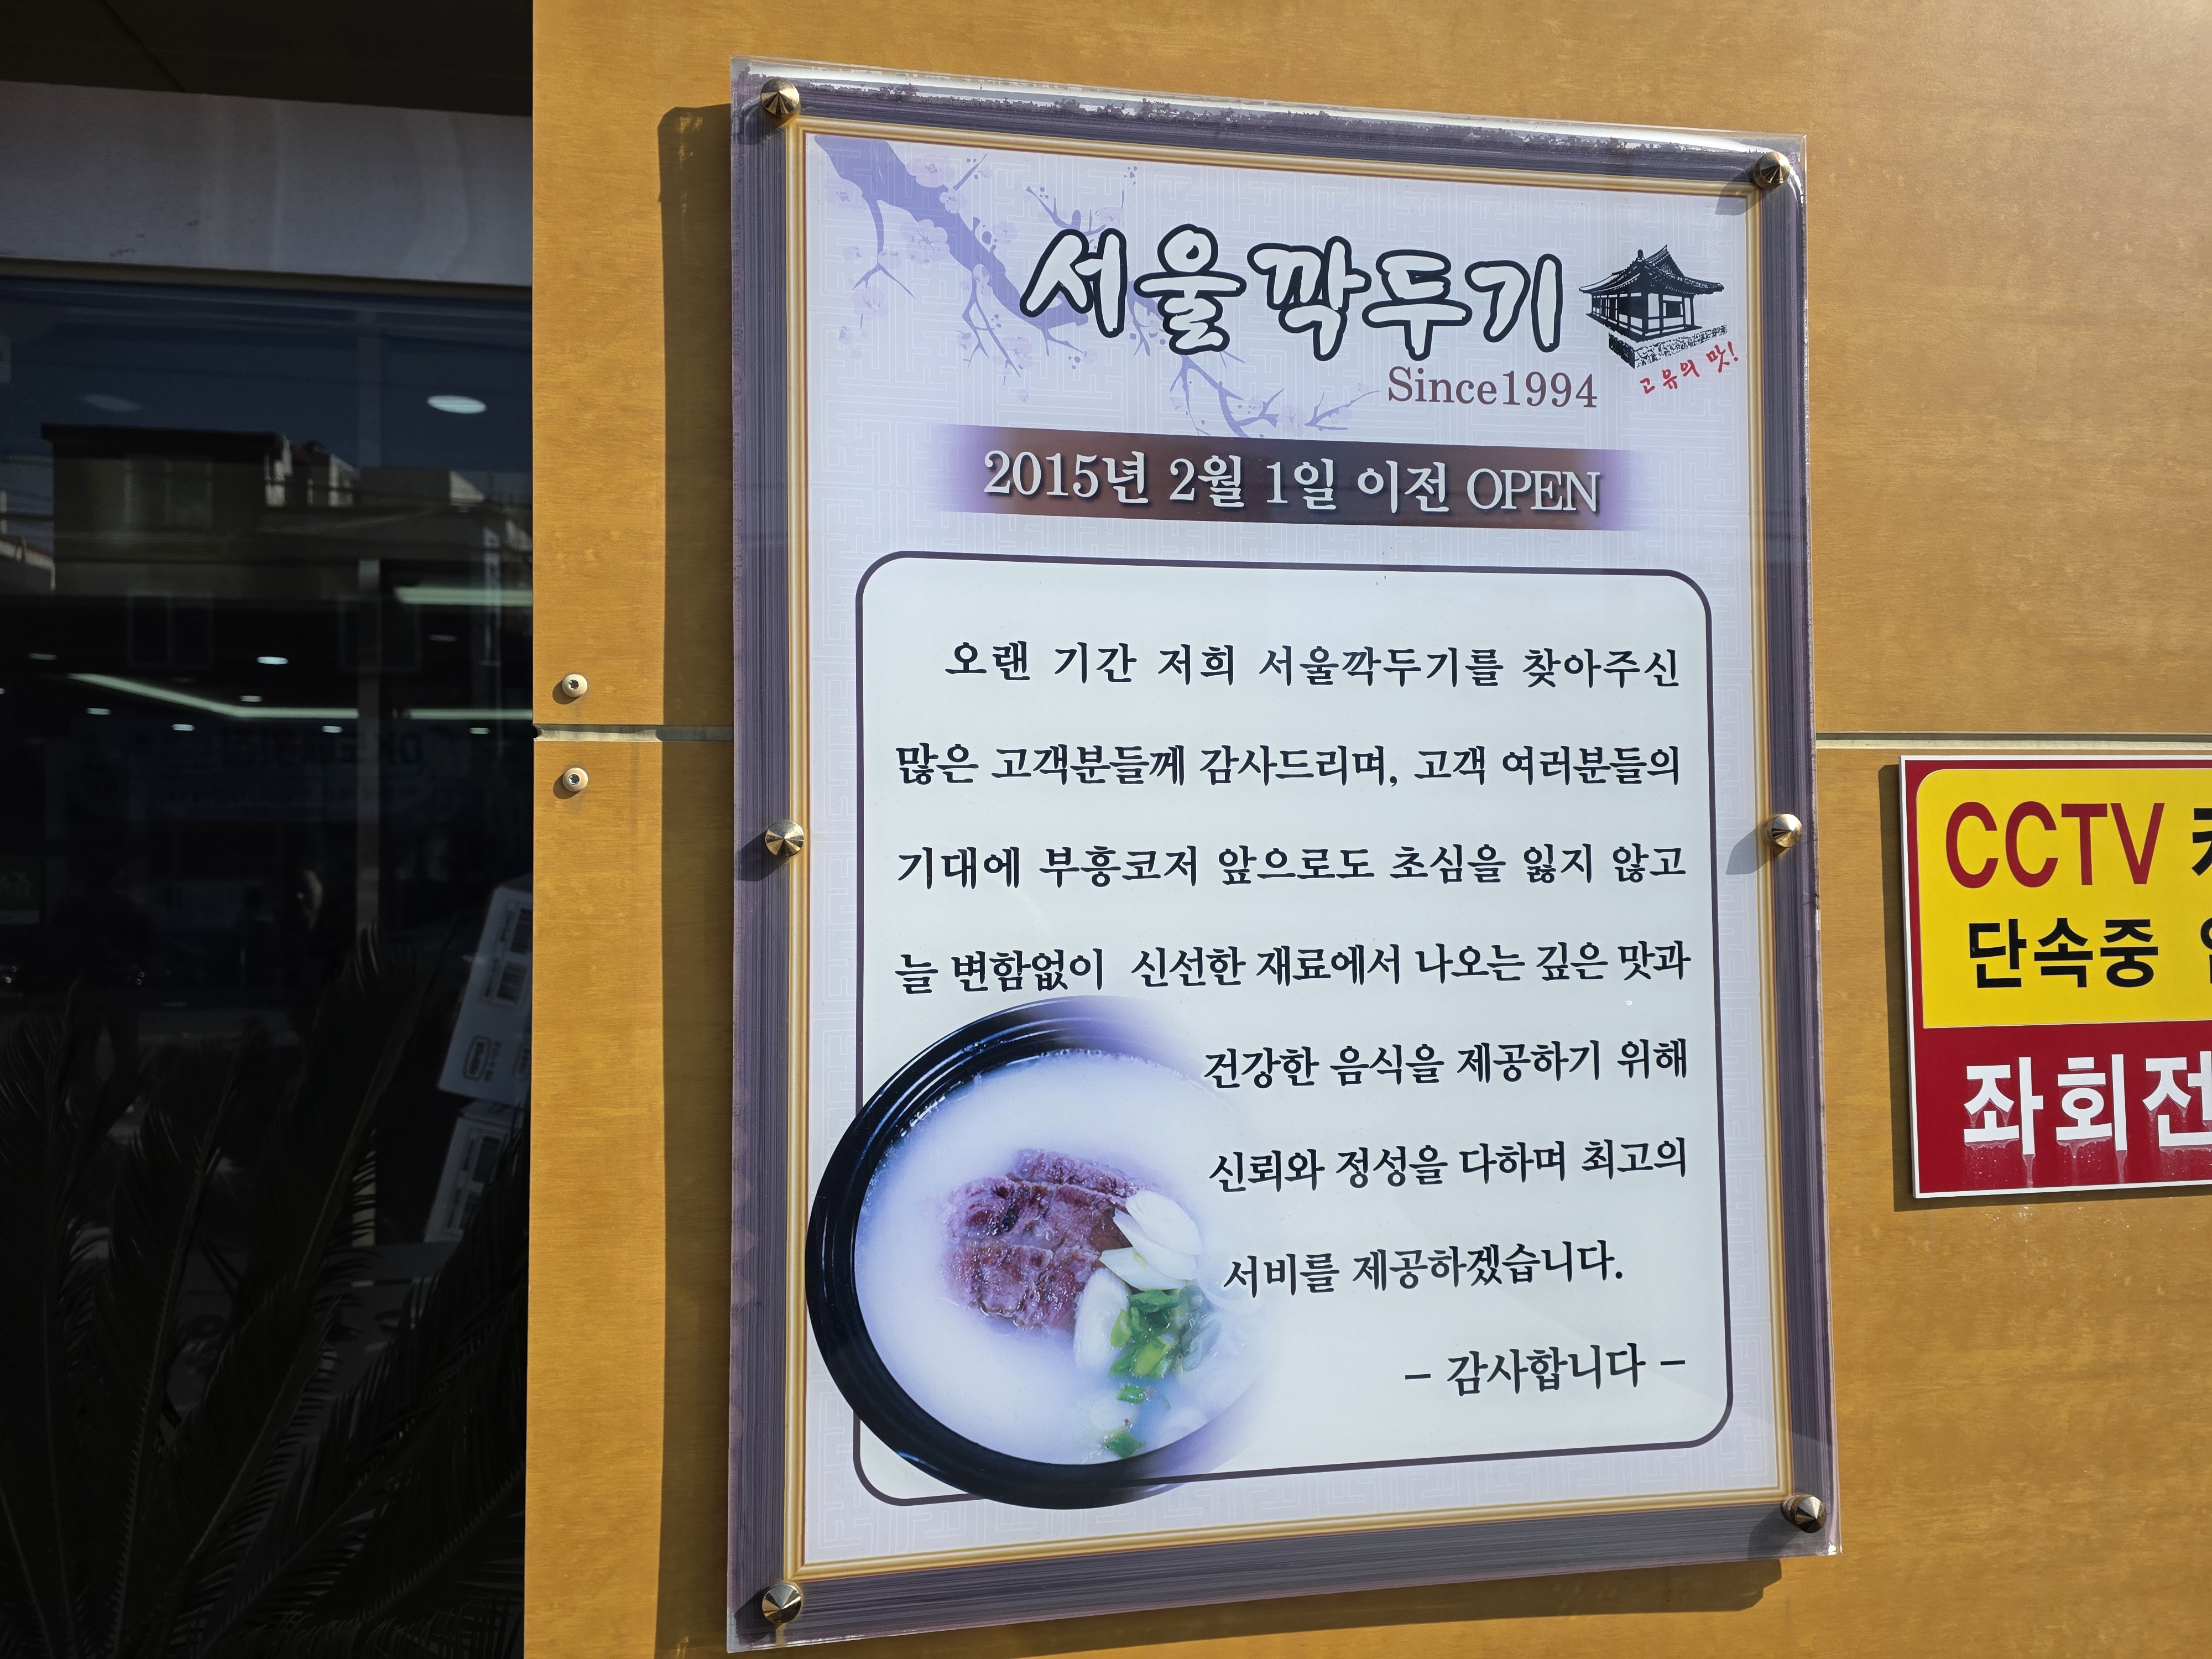 서울깍두기
고유의 맛!
Since1994
2015년 2월 1일 이전 OPEN
오랜 기간 저희 서울깍두기를 찾아주신
많은 고객분들께 감사드리며, 고객 여러분들의
기대에 부흥코저 앞으로도 초심을 잃지 않고
늘 변함없이 신선한 재료에서 나오는 깊은 맛과
건강한 음식을 제공하기 위해
신뢰와 정성을 다하며 최고의
서비를 제공하겠습니다.
- 감사합니다 -
CCTV
단속중
좌회전